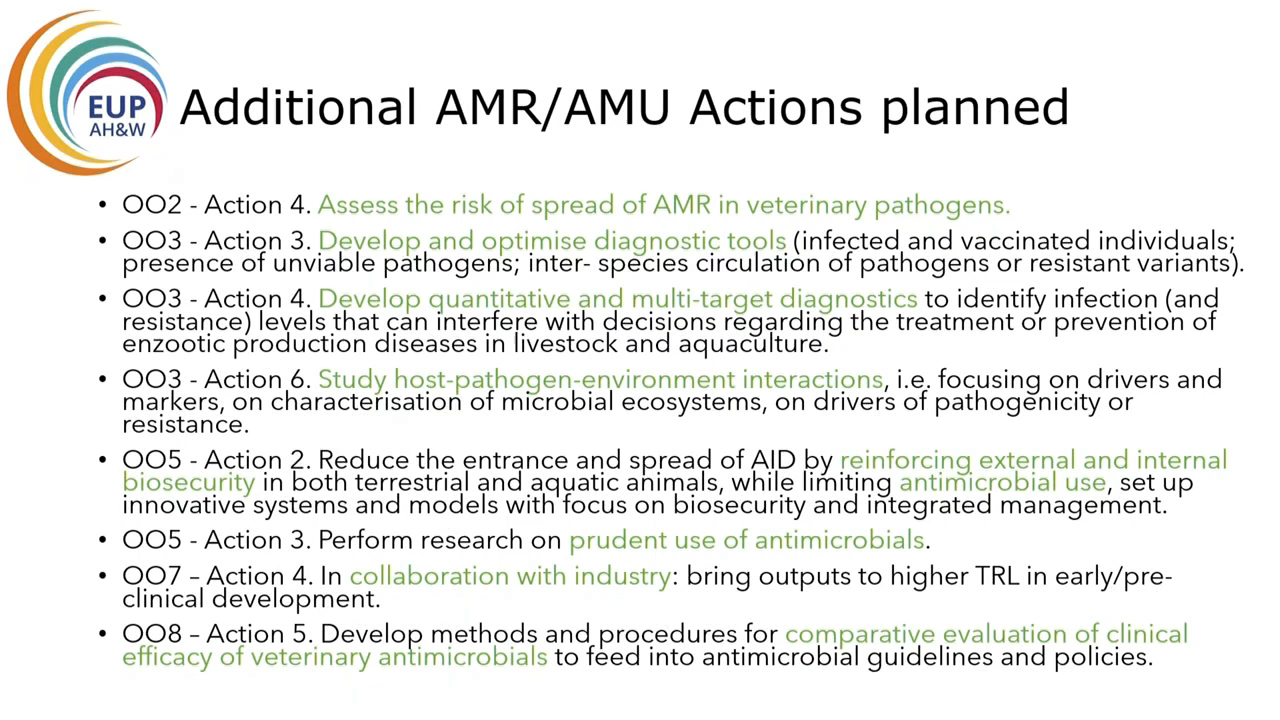 EUP
AH&W
Additional AMR/AMU Actions planned
• OO2 - Action 4. Assess the risk of spread of AMR in veterinary pathogens.
• OO3 - Action 3. Develop and optimise diagnostic tools (infected and vaccinated individuals;
presence of unviable pathogens; inter- species circulation of pathogens or resistant variants).
• OO3 - Action 4. Develop quantitative and multi-target diagnostics to identify infection (and
resistance) levels that can interfere with decisions regarding the treatment or prevention of
enzootic production diseases in livestock and aquaculture.
• OO3 - Action 6. Study host-pathogen-environment interactions, i.e. focusing on drivers and
markers, on characterisation of microbial ecosystems, on drivers of pathogenicity or
resistance.
• OO5 - Action 2. Reduce the entrance and spread of AID by reinforcing external and internal
biosecurity in both terrestrial and aquatic animals, while limiting antimicrobial use, set up
innovative systems and models with focus on biosecurity and integrated management.
• OO5 - Action 3. Perform research on prudent use of antimicrobials.
• OO7 – Action 4. In collaboration with industry: bring outputs to higher TRL in early/pre-
clinical development.
• OO8 – Action 5. Develop methods and procedures for comparative evaluation of clinical
efficacy of veterinary antimicrobials to feed into antimicrobial guidelines and policies.